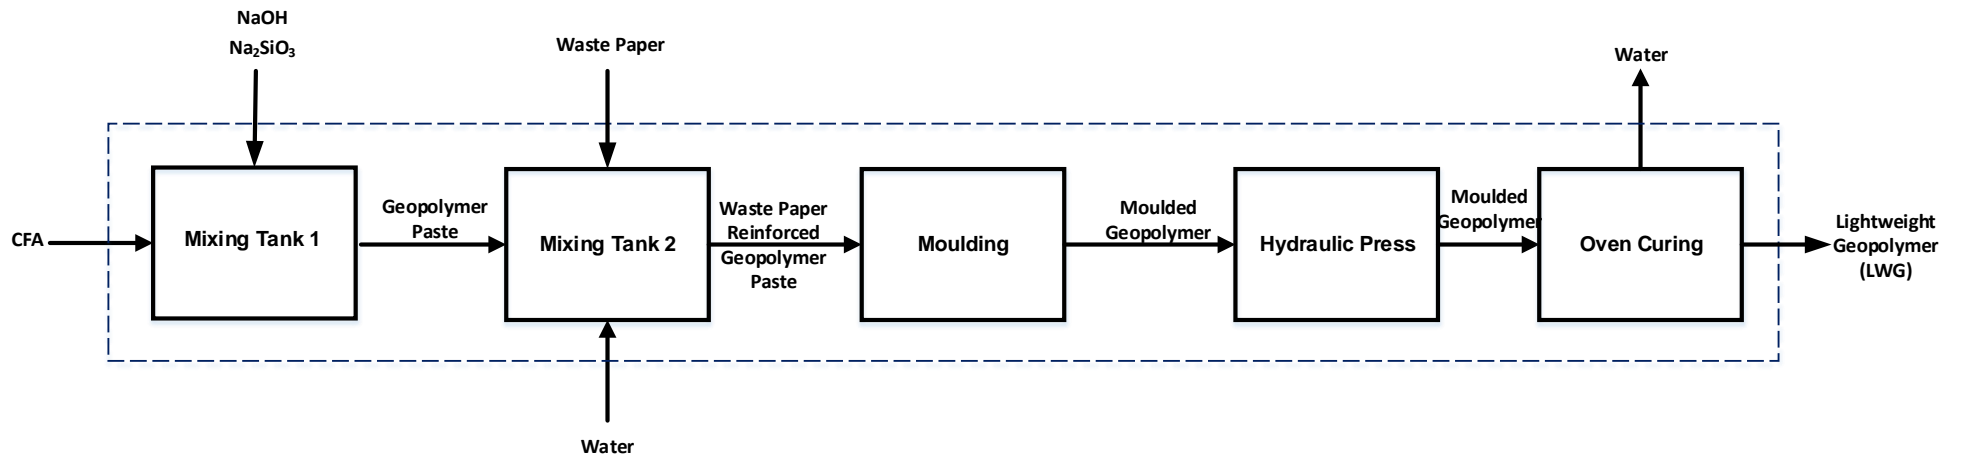 NaOH
Na₂SiO₃
Waste Paper
Water
CFA
Mixing Tank 1
Geopolymer
Paste
Mixing Tank 2
Waste Paper
Reinforced
Geopolymer
Paste
Moulding
Moulded
Geopolymer
Hydraulic Press
Moulded
Geopolymer
Oven Curing
Lightweight
Geopolymer
(LWG)
Water